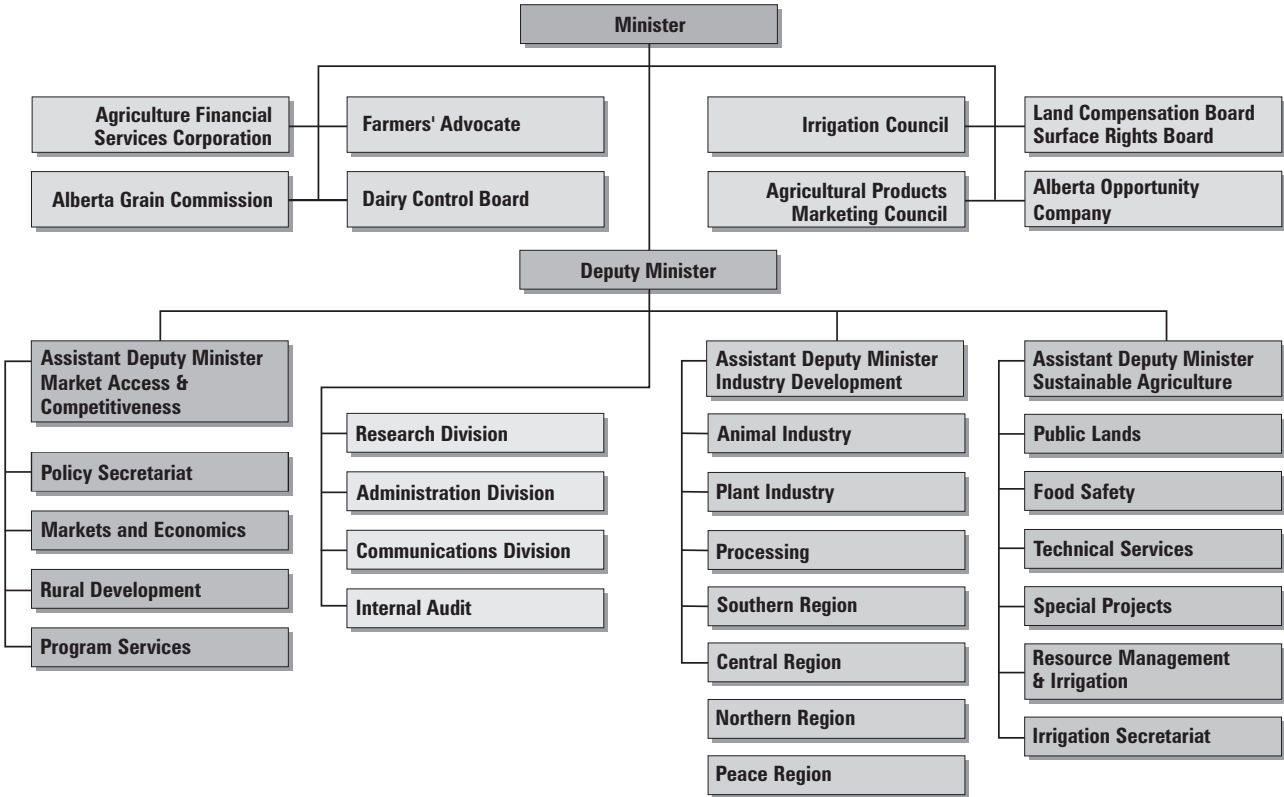 Minister
Agriculture Financial
Services Corporation
Farmers' Advocate
Irrigation Council
Land Compensation Board
Surface Rights Board
Alberta Grain Commission
Dairy Control Board
Agricultural Products
Marketing Council
Alberta Opportunity
Company
Deputy Minister
Assistant Deputy Minister
Market Access &
Competitiveness
Policy Secretariat
Markets and Economics
Rural Development
Program Services
Research Division
Administration Division
Communications Division
Internal Audit
Assistant Deputy Minister
Industry Development
Animal Industry
Plant Industry
Processing
Southern Region
Central Region
Northern Region
Peace Region
Assistant Deputy Minister
Sustainable Agriculture
Public Lands
Food Safety
Technical Services
Special Projects
Resource Management
& Irrigation
Irrigation Secretariat